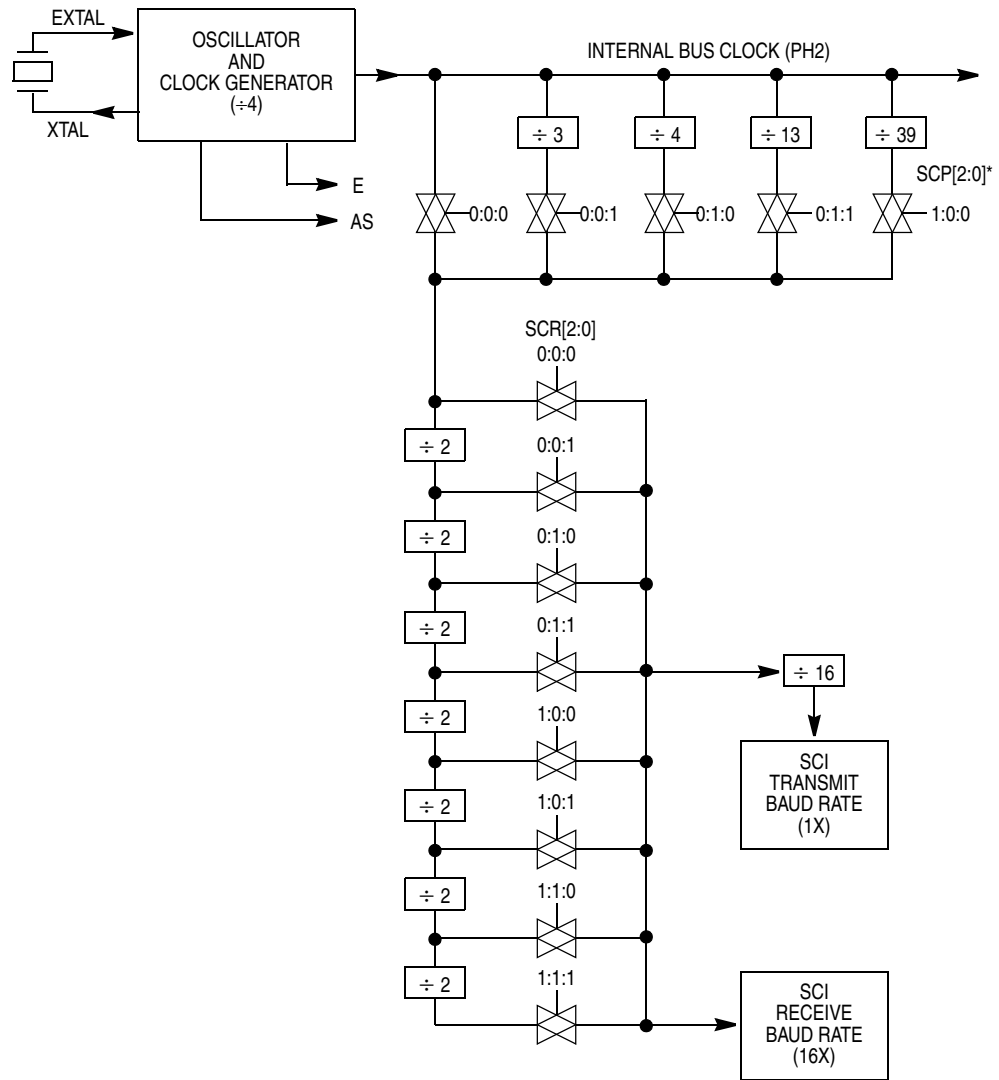 EXTAL
OSCILLATOR
AND
CLOCK GENERATOR
(÷4)
XTAL
E
AS
INTERNAL BUS CLOCK (PH2)
÷ 3
÷ 4
÷ 13
÷ 39
SCP[2:0]*
0:0:0
0:0:1
0:1:0
0:1:1
1:0:0
SCR[2:0]
0:0:0
÷ 2
0:0:1
÷ 2
0:1:0
÷ 2
0:1:1
÷ 2
1:0:0
÷ 2
1:0:1
÷ 2
1:1:0
÷ 2
1:1:1
÷ 16
SCI
TRANSMIT
BAUD RATE
(1X)
SCI
RECEIVE
BAUD RATE
(16X)